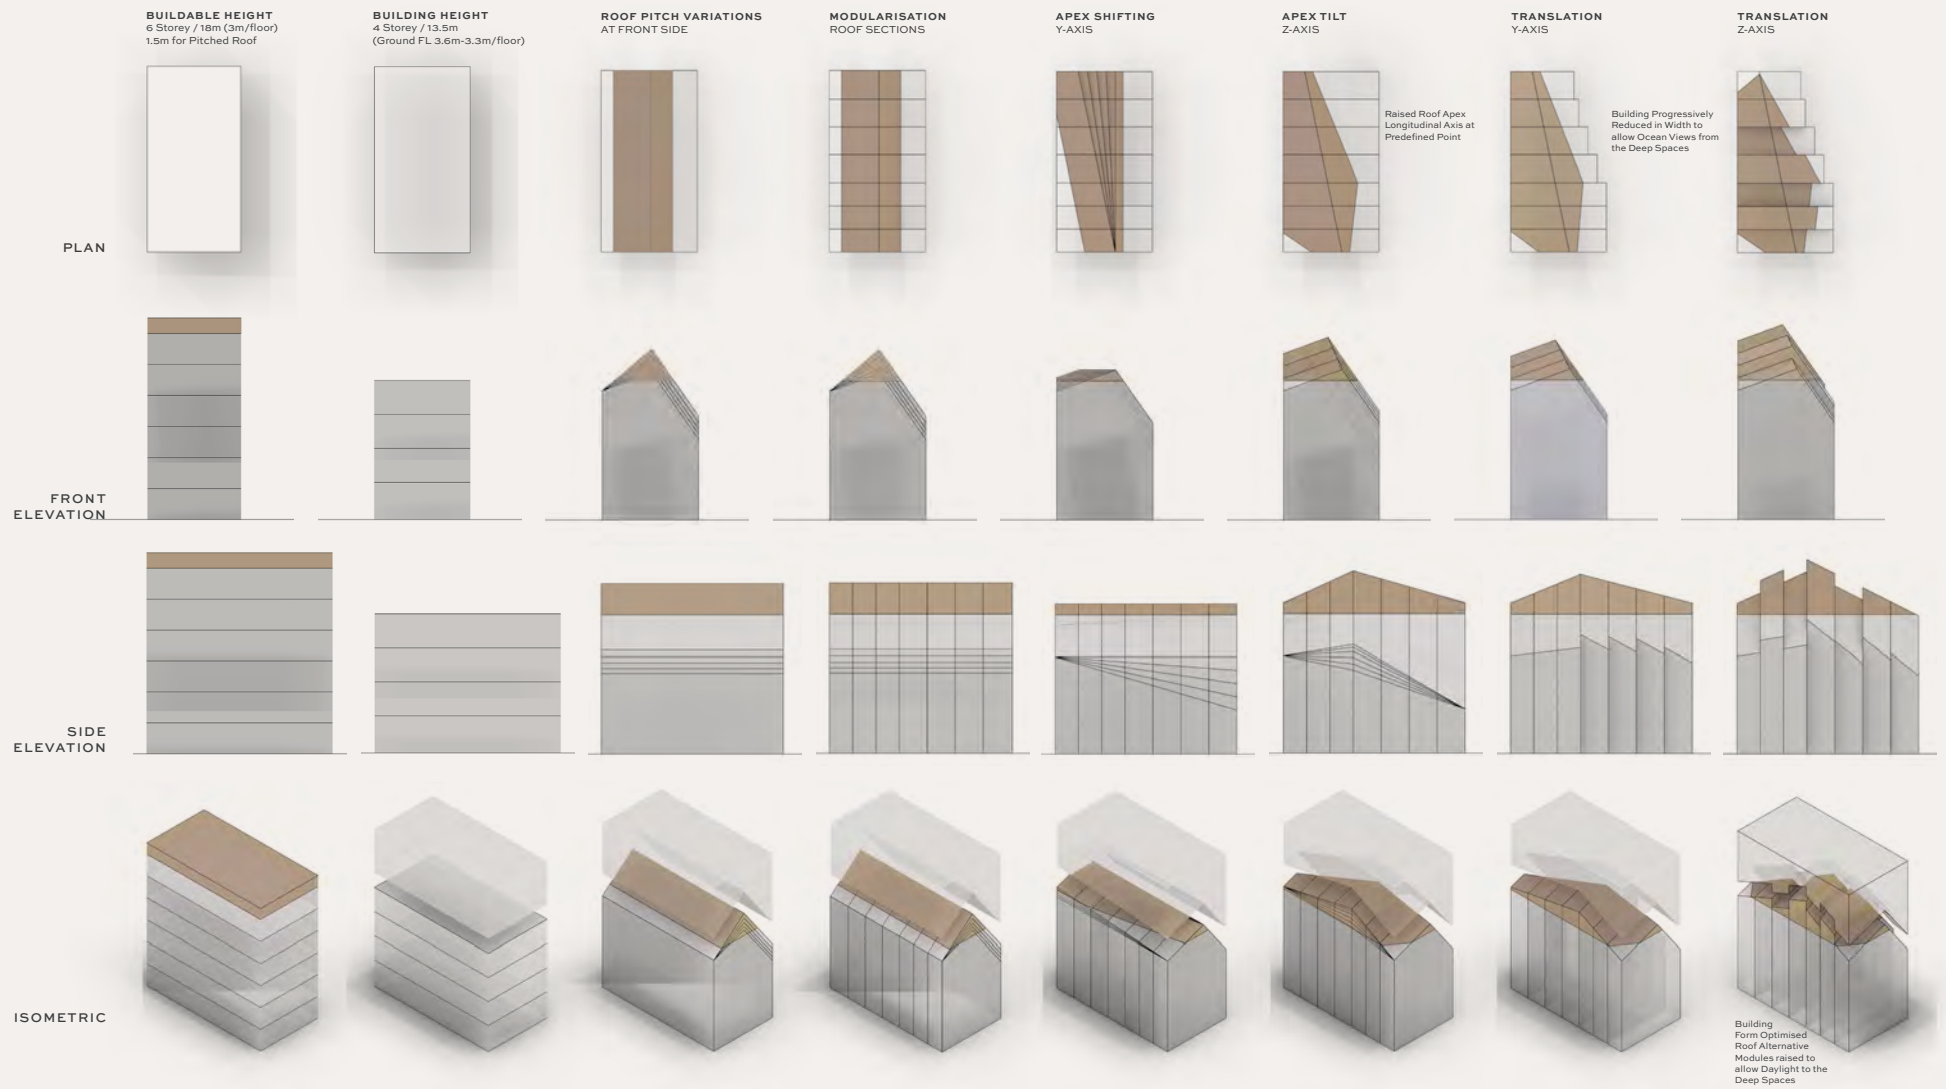 BUILDABLE HEIGHT
6 Storey / 18m (3m/floor)
1.5m for Pitched Roof
BUILDING HEIGHT
4 Storey / 13.5m
(Ground FL 3.6m-3.3m/floor)
ROOF PITCH VARIATIONS
AT FRONT SIDE
MODULARISATION
ROOF SECTIONS
APEX SHIFTING
Y-AXIS
APEX TILT
Z-AXIS
TRANSLATION
Y-AXIS
TRANSLATION
Z-AXIS
Raised Roof Apex
Longitudinal Axis at
Predefined Point
Building Progressively
Reduced in Width to
allow Ocean Views from
the Deep Spaces
PLAN
FRONT
ELEVATION
SIDE
ELEVATION
ISOMETRIC
Building
Form Optimised
Roof Alternative
Modules raised to
allow Daylight to the
Deep Spaces